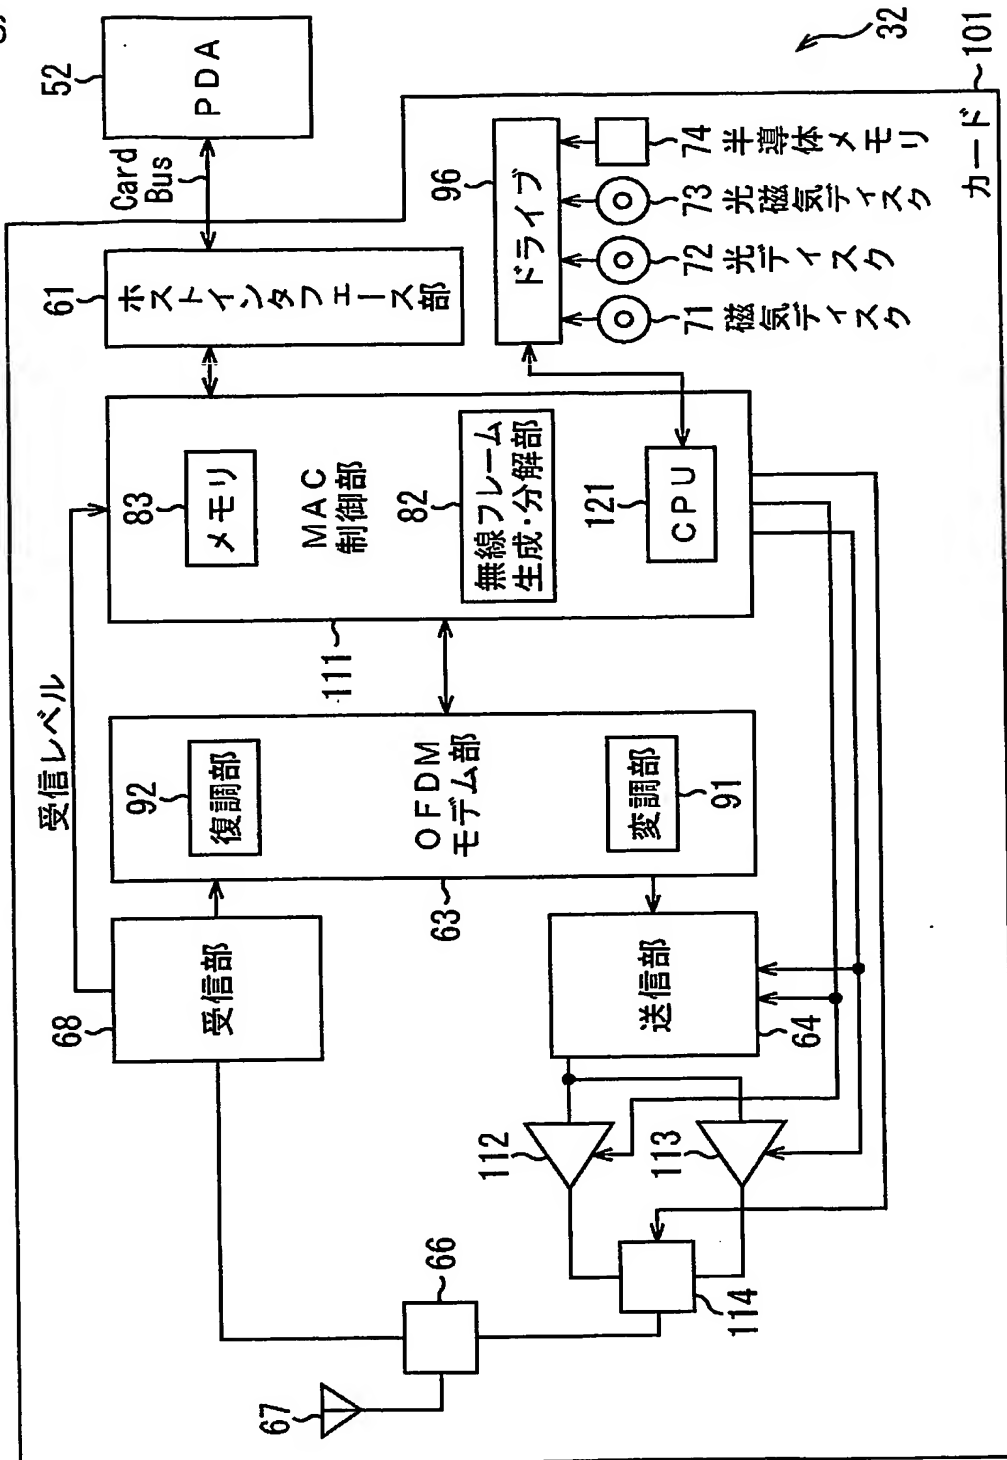 カード
101
32
67
66
68
受信部
受信レベル
63
92
復調部
OFDM
モデム部
変調部
91
送信部
64
112
113
114
111
83
メモリ
MAC
制御部
82
無線フレーム
生成・分解部
121
CPU
61
ホストインタフェース部
Card
Bus
52
PDA
96
ドライブ
71
磁気ディスク
72
光ディスク
73
光磁気ディスク
74
半導体メモリ